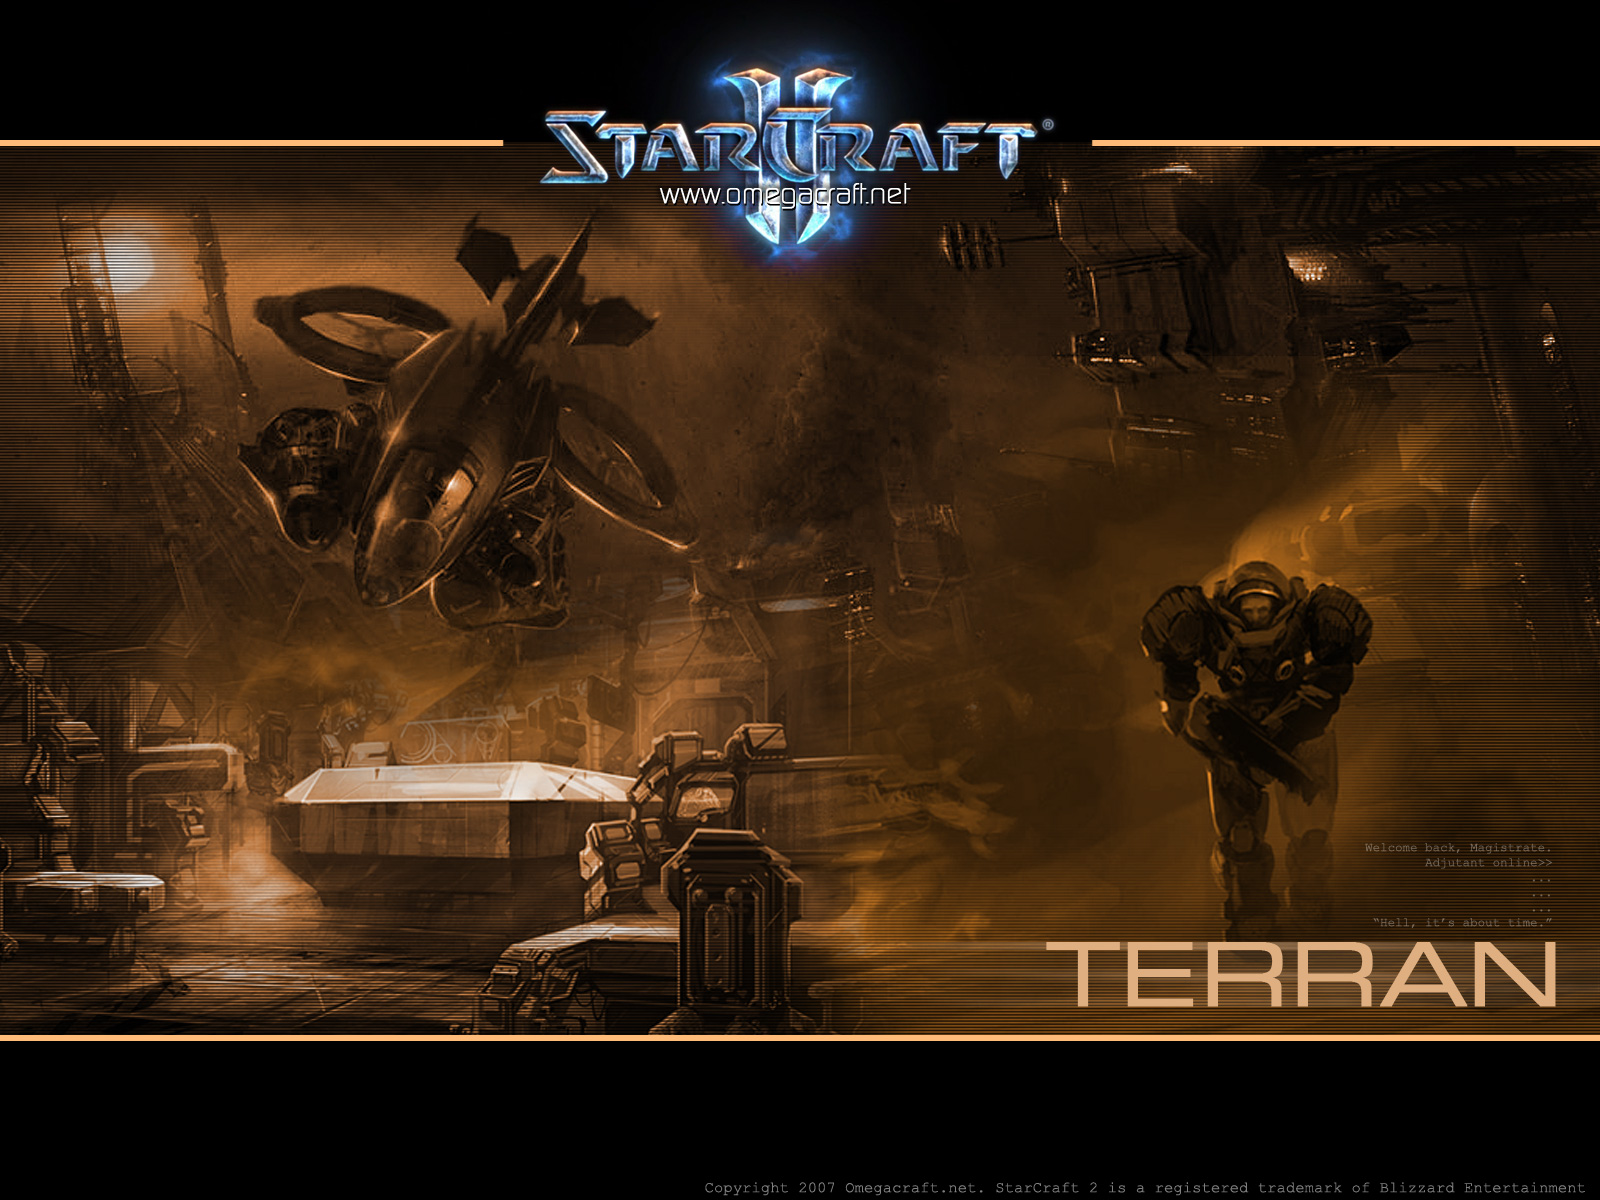 STARCRAFT®
II
www.omegacraft.net
Welcome back, Magistrate.
Adjutant online>>
...
...
...
“Hell, it’s about time.”
TERRAN
Copyright 2007 Omegacraft.net. StarCraft 2 is a registered trademark of Blizzard Entertainment